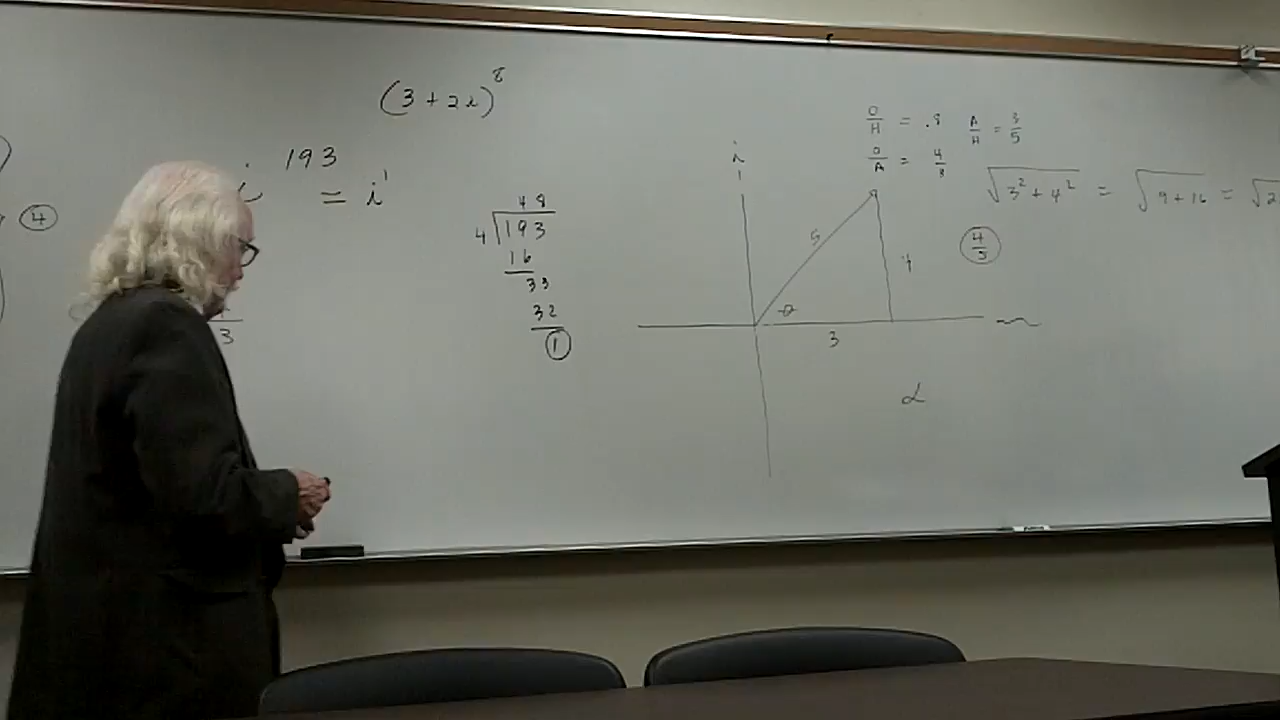 (3 + 2i)^8
i^193 = i^1
4
3
48
4 193
16
33
32
1
i
5
4
θ
3
α
O/H = .8
A/H = 3/5
O/A = 4/3
√(3² + 4²) = √(9 + 16) = √2
4/5